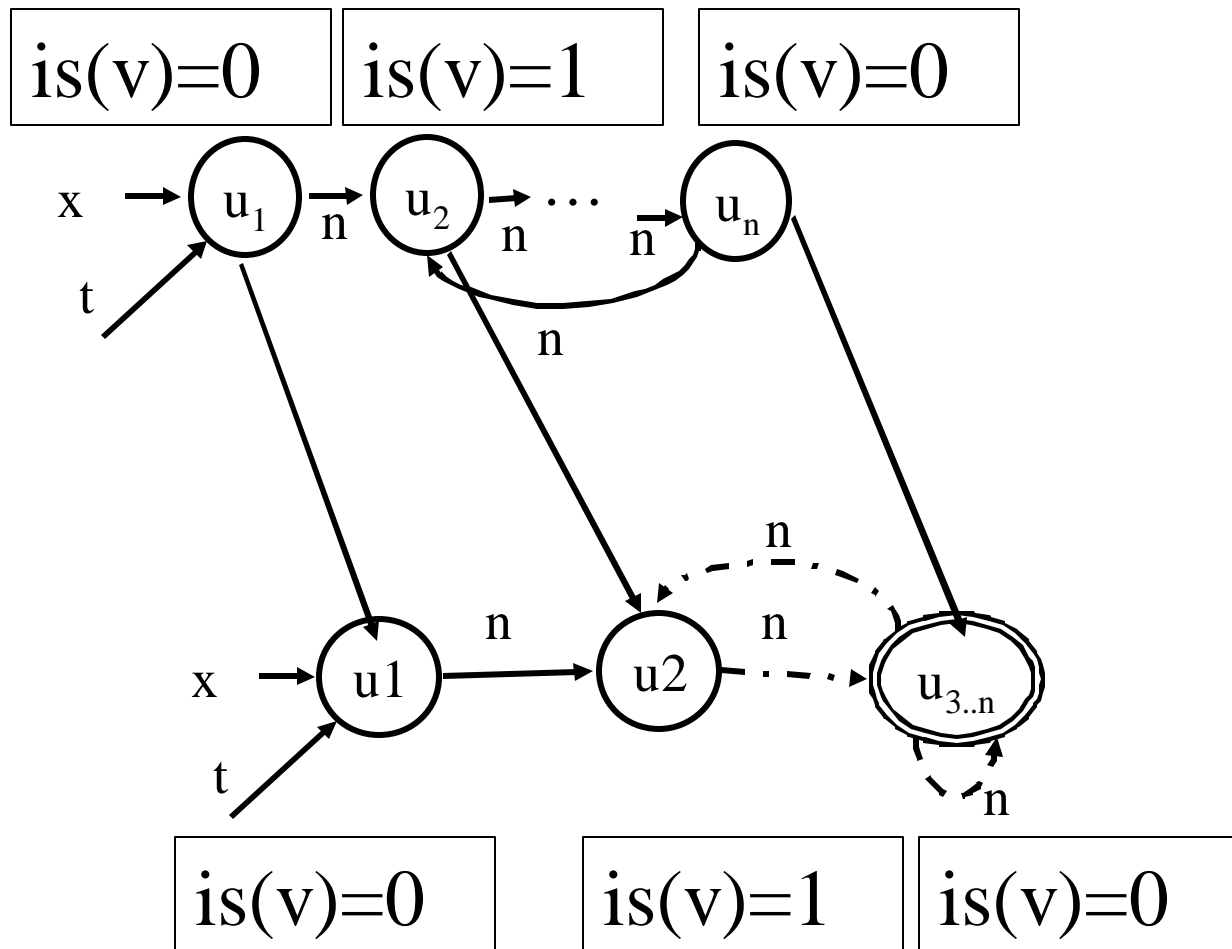 is(v)=0 is(v)=1 is(v)=0
x u1 n u2 n … n un
t
n
n
n n
x u1 u2 u3..n
t
n
is(v)=0 is(v)=1 is(v)=0